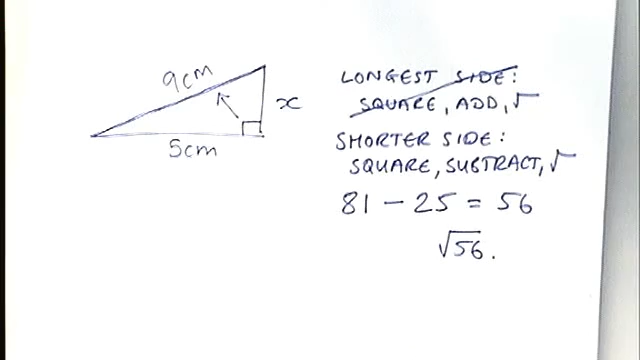 9cm
x
5cm
LONGEST SIDE:
SQUARE, ADD, √
SHORTER SIDE:
SQUARE, SUBTRACT, √
81 - 25 = 56
√56.